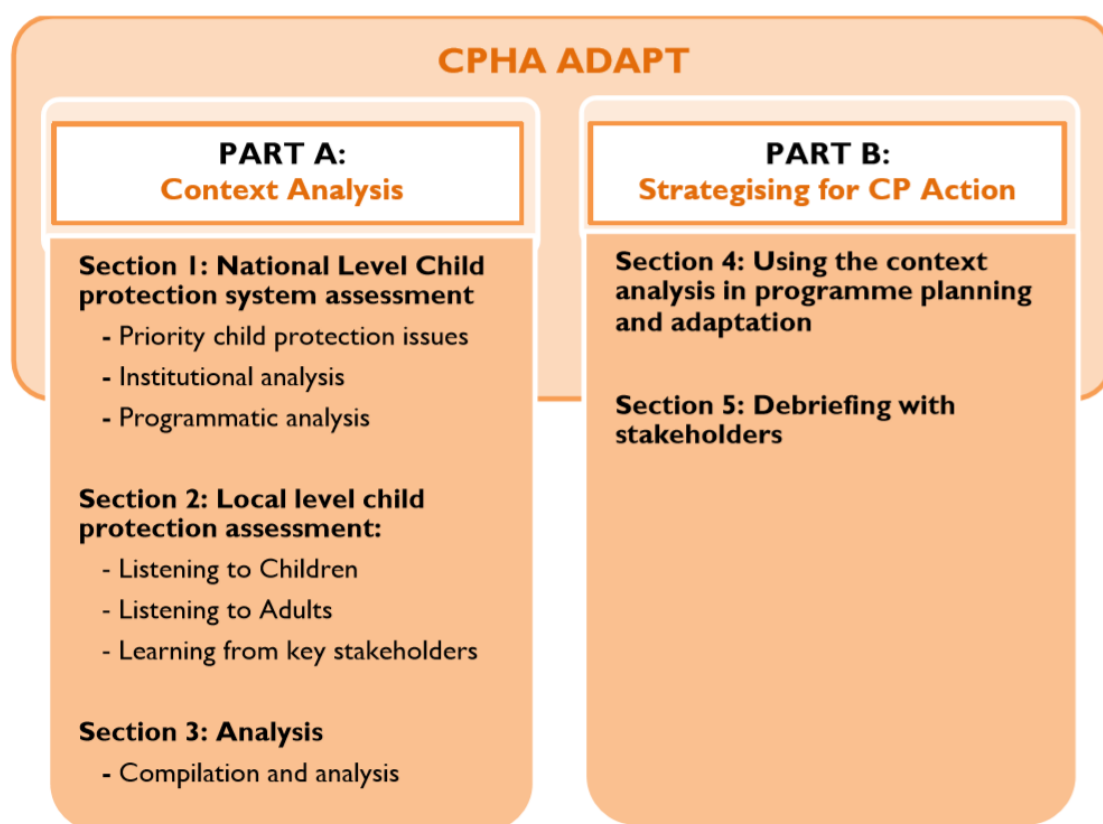 CPHA ADAPT
PART A:
Context Analysis
Section 1: National Level Child
protection system assessment
- Priority child protection issues
- Institutional analysis
- Programmatic analysis
Section 2: Local level child
protection assessment:
- Listening to Children
- Listening to Adults
- Learning from key stakeholders
Section 3: Analysis
- Compilation and analysis
PART B:
Strategising for CP Action
Section 4: Using the context
analysis in programme planning
and adaptation
Section 5: Debriefing with
stakeholders